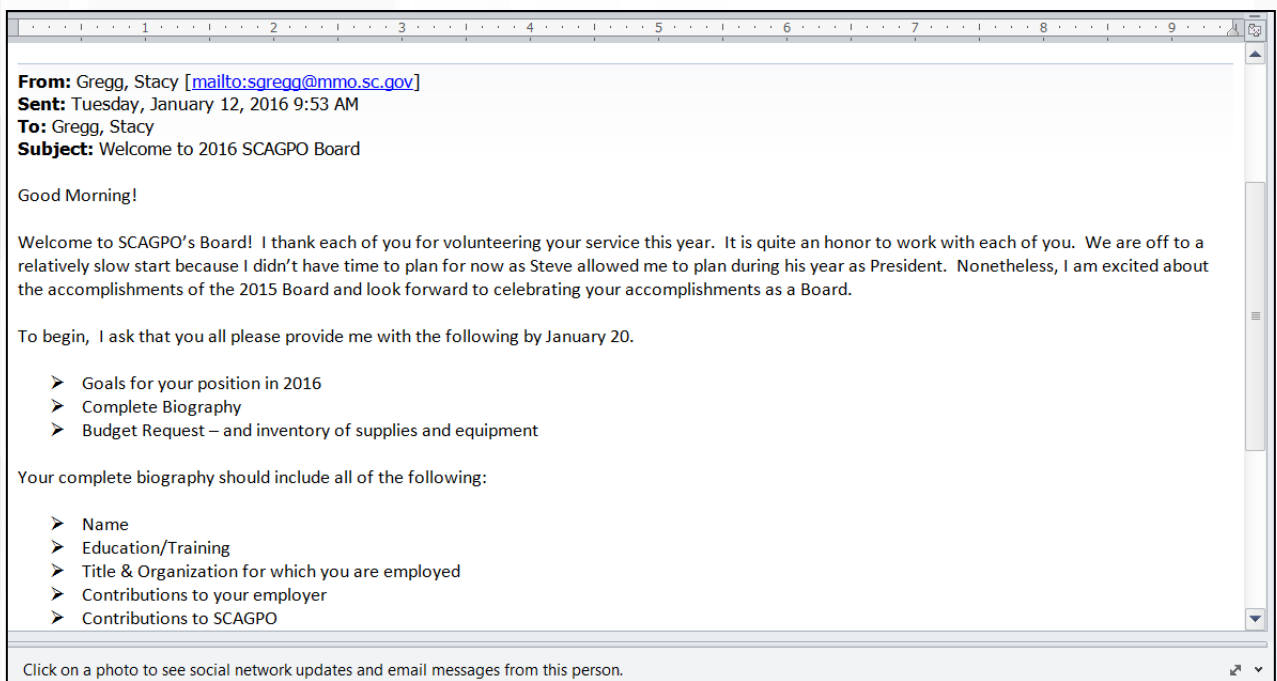 1 2 3 4 5 6 7 8 9
From: Gregg, Stacy [mailto:sgregg@mmo.sc.gov]
Sent: Tuesday, January 12, 2016 9:53 AM
To: Gregg, Stacy
Subject: Welcome to 2016 SCAGPO Board
Good Morning!
Welcome to SCAGPO’s Board!  I thank each of you for volunteering your service this year.  It is quite an honor to work with each of you.  We are off to a
relatively slow start because I didn’t have time to plan for now as Steve allowed me to plan during his year as President.  Nonetheless, I am excited about
the accomplishments of the 2015 Board and look forward to celebrating your accomplishments as a Board.
To begin,  I ask that you all please provide me with the following by January 20.
➢ Goals for your position in 2016
➢ Complete Biography
➢ Budget Request – and inventory of supplies and equipment
Your complete biography should include all of the following:
➢ Name
➢ Education/Training
➢ Title & Organization for which you are employed
➢ Contributions to your employer
➢ Contributions to SCAGPO
Click on a photo to see social network updates and email messages from this person.